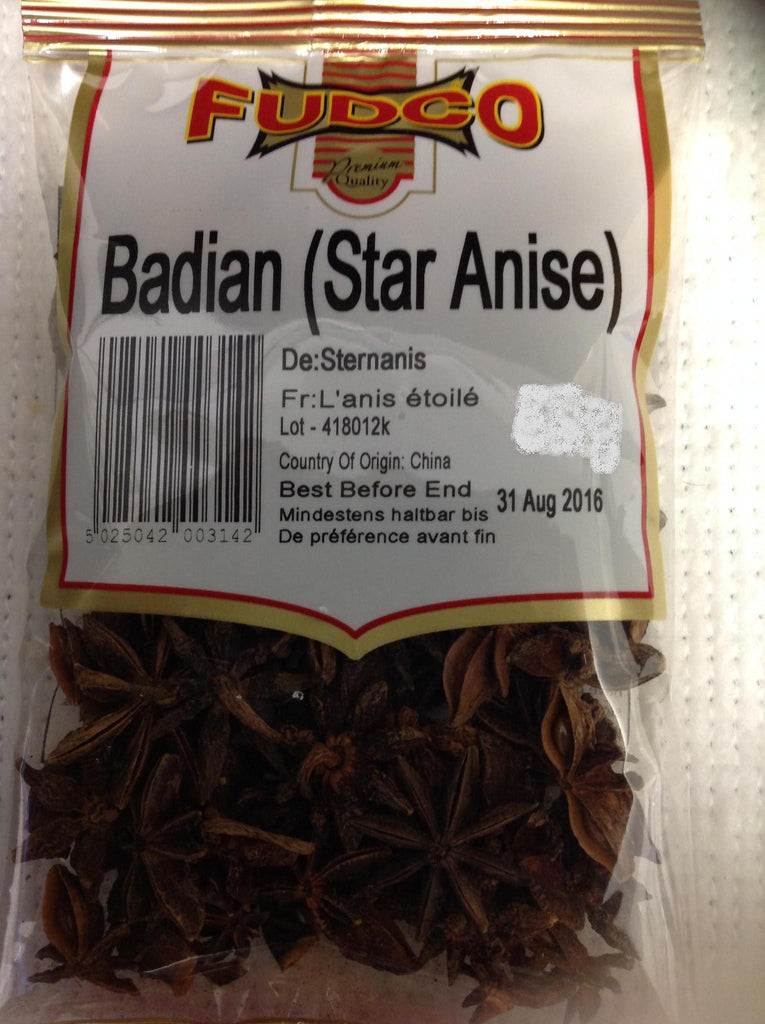 FUDCO
Premium
Quality
Badian (Star Anise)
De:Sternanis
Fr:L'anis étoilé
Lot - 418012k
Country Of Origin: China
Best Before End 31 Aug 2016
Mindestens haltbar bis
De préférence avant fin
5 025042 003142